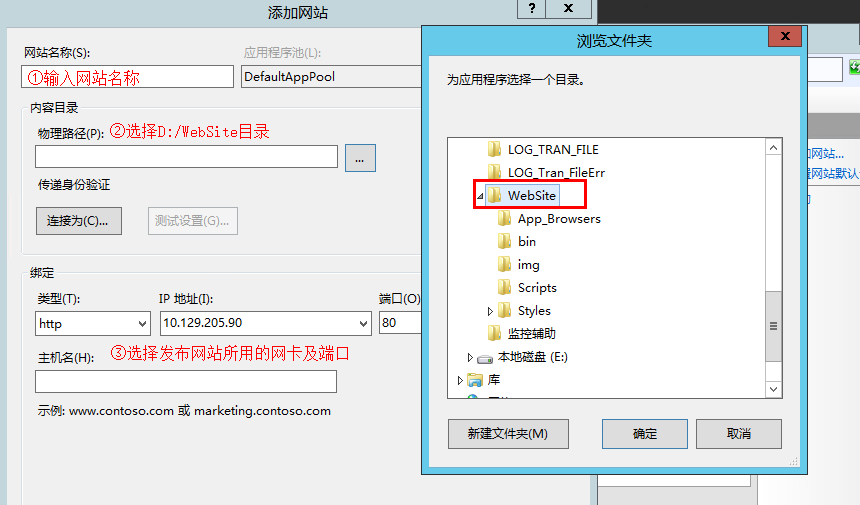 添加网站
?
x
网站名称(S):
应用程序池(L):
①输入网站名称
DefaultAppPool
内容目录
物理路径(P):
②选择D:/WebSite目录
...
传递身份验证
连接为(C)...
测试设置(G)...
绑定
类型(T):
IP 地址(I):
端口(O)
http
10.129.205.90
80
主机名(H):
③选择发布网站所用的网卡及端口
示例: www.contoso.com 或 marketing.contoso.com
浏览文件夹
x
为应用程序选择一个目录。
LOG_TRAN_FILE
LOG_Tran_FileErr
WebSite
App_Browsers
bin
img
Scripts
Styles
监控辅助
本地磁盘 (E:)
库
新建文件夹(M)
确定
取消
网站...
网站默认